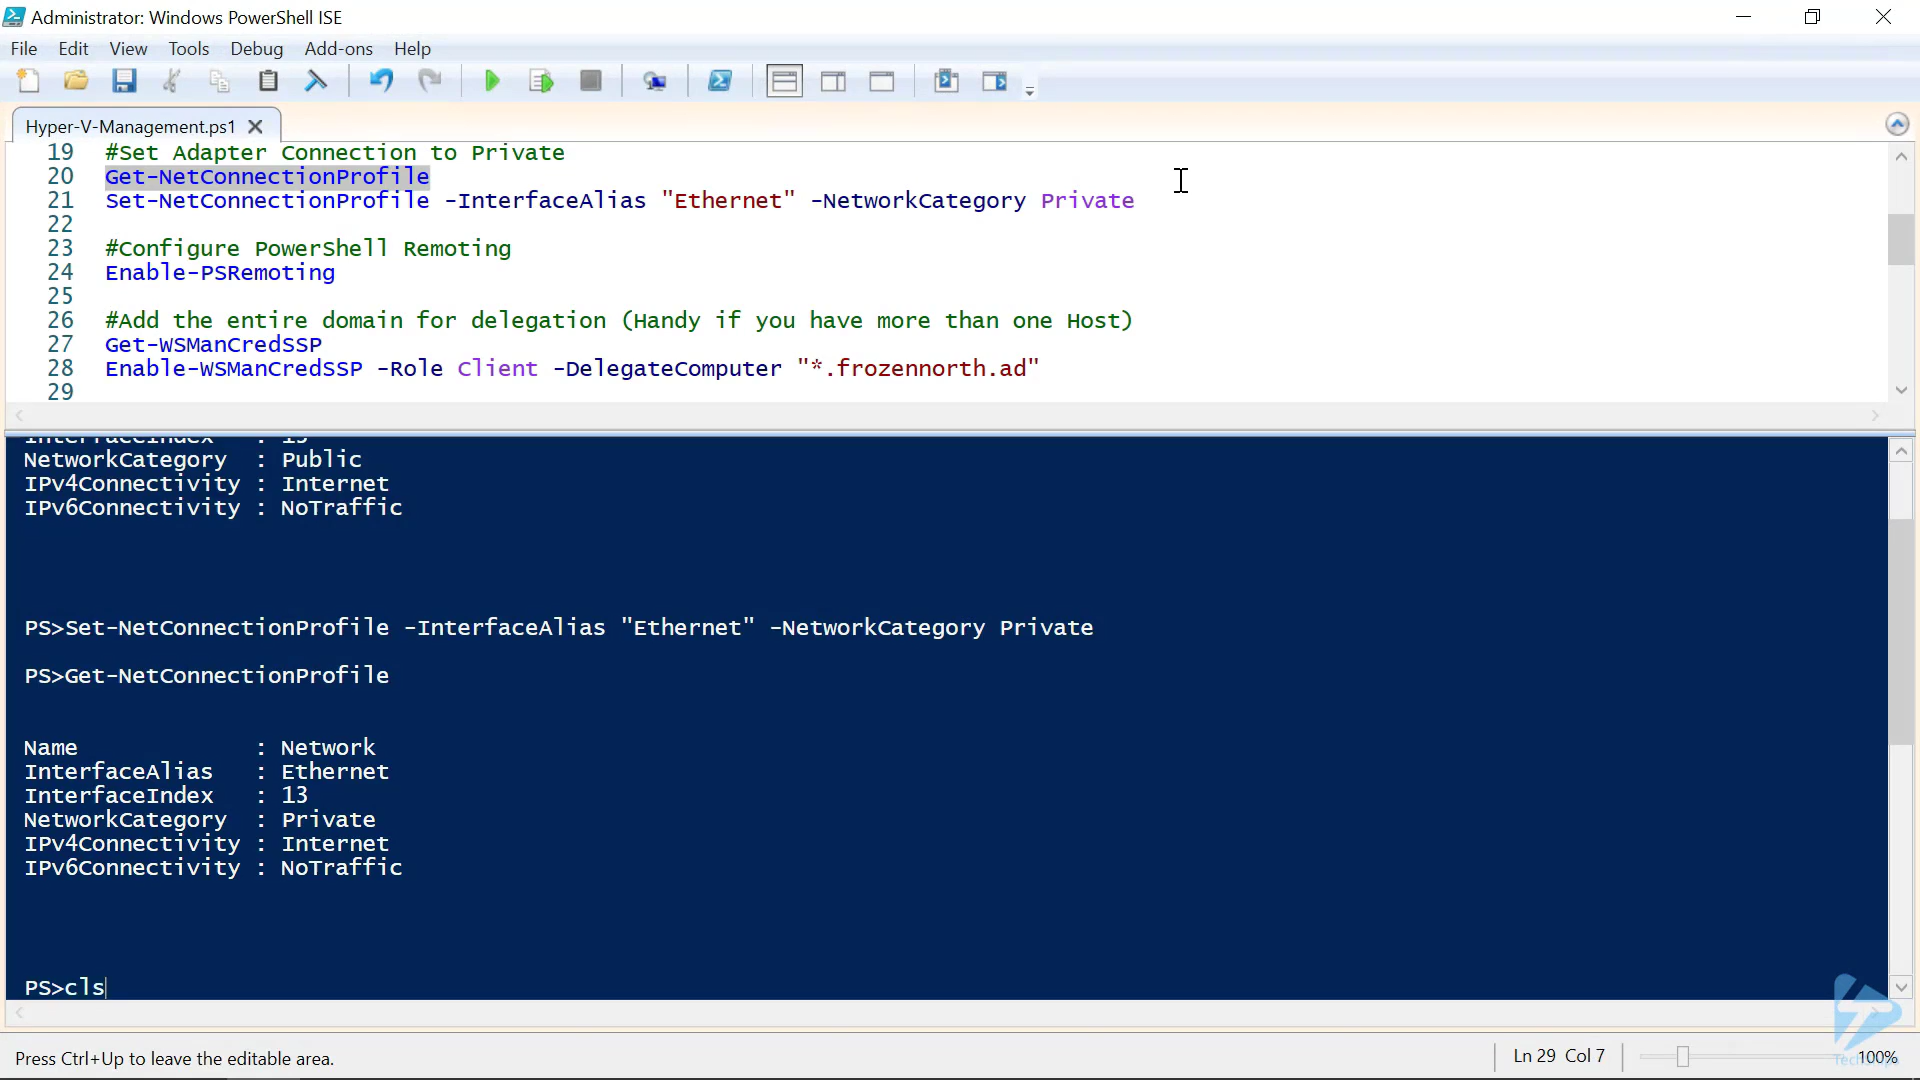 Administrator: Windows PowerShell ISE
File Edit View Tools Debug Add-ons Help
Hyper-V-Management.ps1
19 #Set Adapter Connection to Private
20 Get-NetConnectionProfile
21 Set-NetConnectionProfile -InterfaceAlias "Ethernet" -NetworkCategory Private
22
23 #Configure PowerShell Remoting
24 Enable-PSRemoting
25
26 #Add the entire domain for delegation (Handy if you have more than one Host)
27 Get-WSManCredSSP
28 Enable-WSManCredSSP -Role Client -DelegateComputer "*.frozennorth.ad"
29
InterfaceIndex : 13
NetworkCategory : Public
IPv4Connectivity : Internet
IPv6Connectivity : NoTraffic
PS>Set-NetConnectionProfile -InterfaceAlias "Ethernet" -NetworkCategory Private
PS>Get-NetConnectionProfile
Name : Network
InterfaceAlias : Ethernet
InterfaceIndex : 13
NetworkCategory : Private
IPv4Connectivity : Internet
IPv6Connectivity : NoTraffic
PS>cls
Press Ctrl+Up to leave the editable area.
Ln 29 Col 7
100%